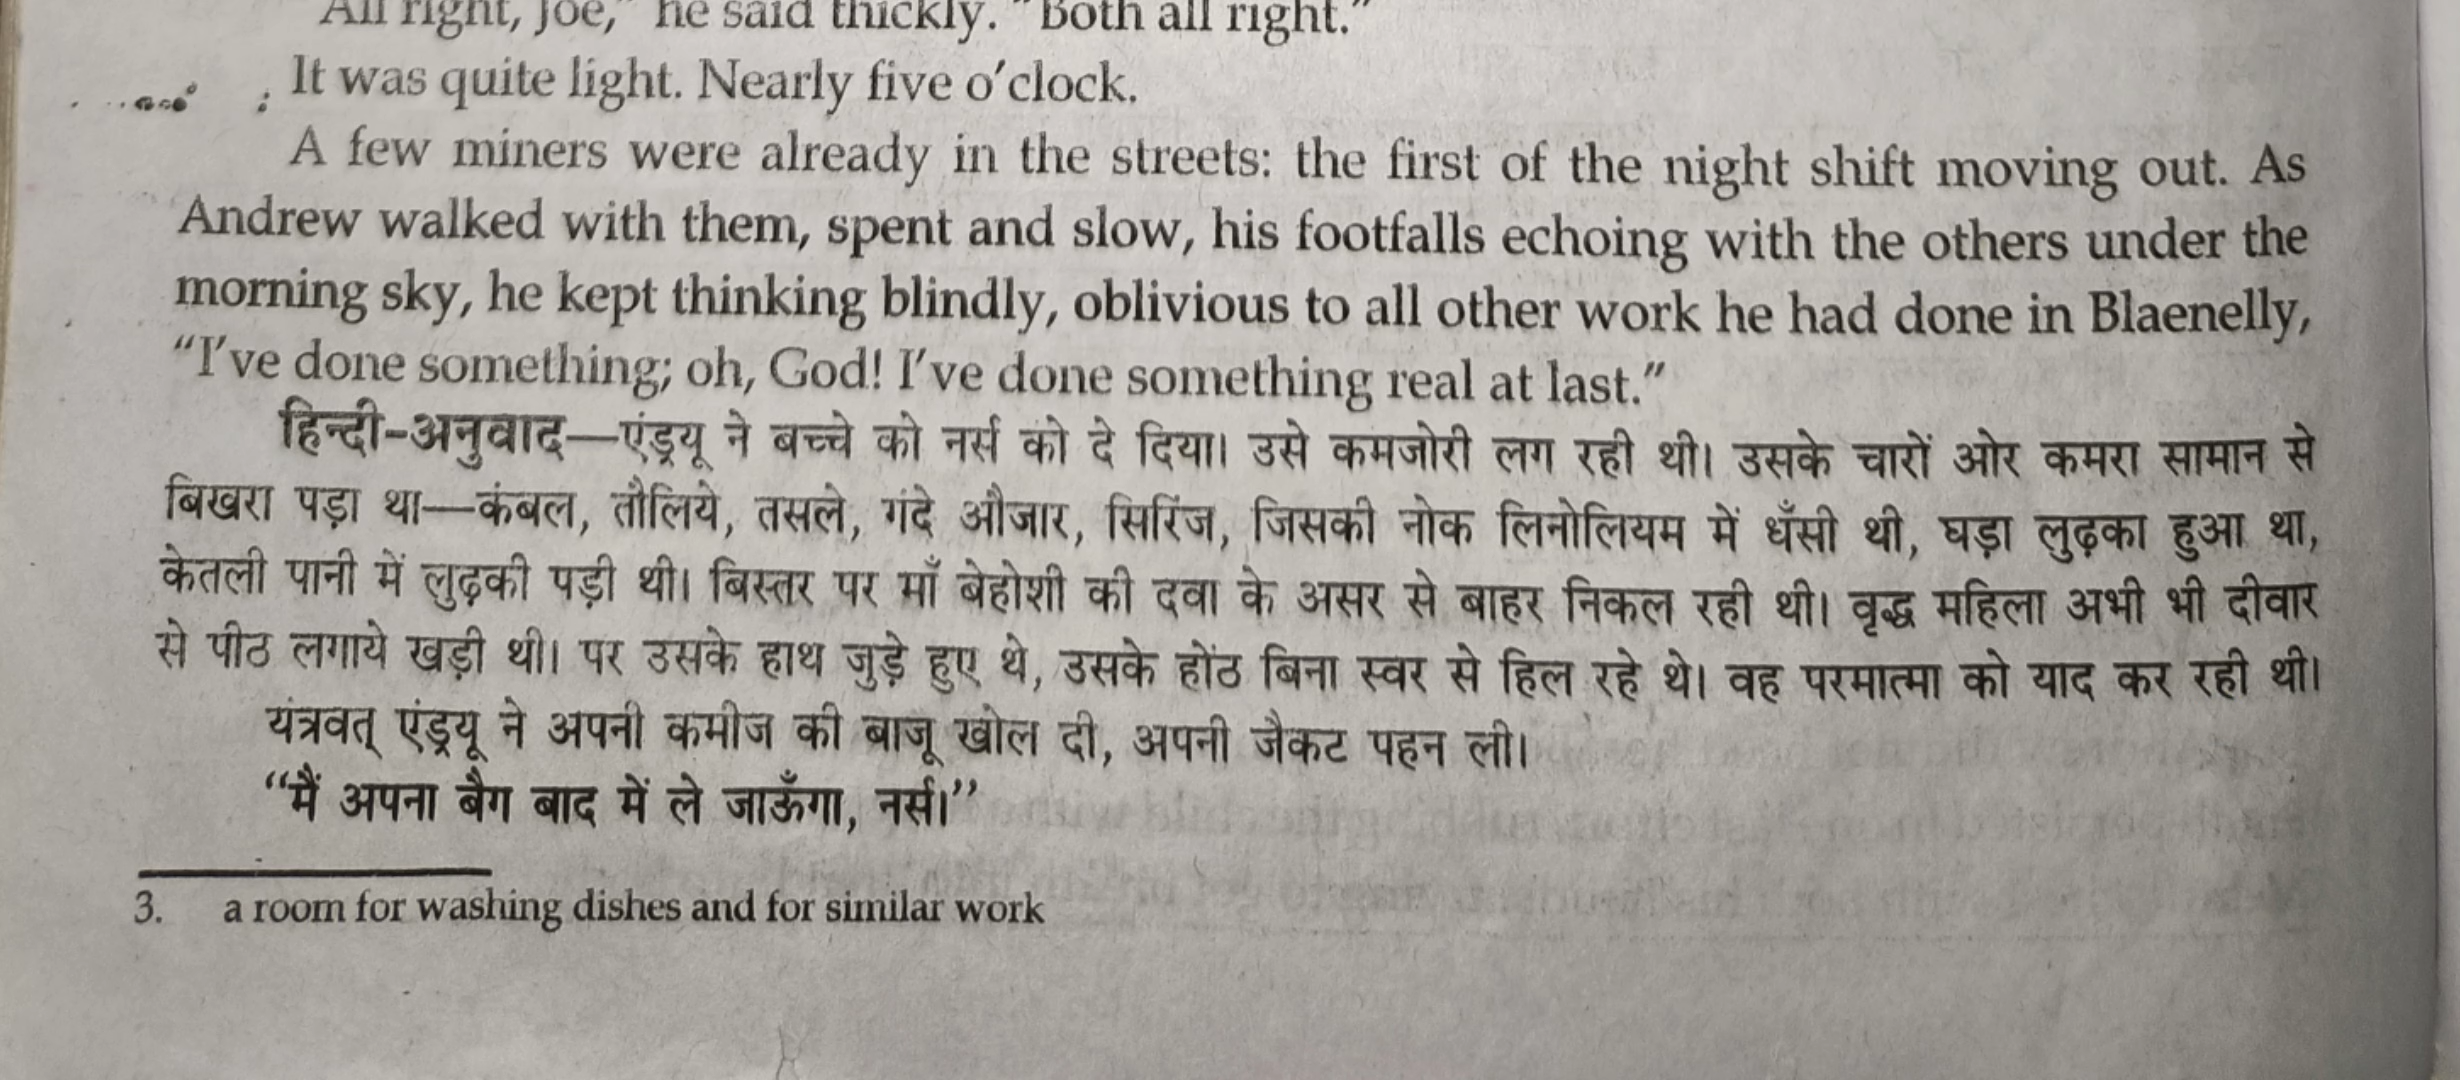 All right, Joe," he said thickly. "Both all right."
It was quite light. Nearly five o'clock.
A few miners were already in the streets: the first of the night shift moving out. As
Andrew walked with them, spent and slow, his footfalls echoing with the others under the
morning sky, he kept thinking blindly, oblivious to all other work he had done in Blaenelly,
"I've done something; oh, God! I've done something real at last."
हिन्दी-अनुवाद—एंड्रयू ने बच्चे को नर्स को दे दिया। उसे कमजोरी लग रही थी। उसके चारों ओर कमरा सामान से
बिखरा पड़ा था—कंबल, तौलिये, तसले, गंदे औजार, सिरिंज, जिसकी नोक लिनोलियम में धँसी थी, घड़ा लुढ़का हुआ था,
केतली पानी में लुढ़की पड़ी थी। बिस्तर पर माँ बेहोशी की दवा के असर से बाहर निकल रही थी। वृद्ध महिला अभी भी दीवार
से पीठ लगाये खड़ी थी। पर उसके हाथ जुड़े हुए थे, उसके होंठ बिना स्वर से हिल रहे थे। वह परमात्मा को याद कर रही थी।
यंत्रवत् एंड्रयू ने अपनी कमीज की बाजू खोल दी, अपनी जैकट पहन ली।
“मैं अपना बैग बाद में ले जाऊँगा, नर्स।”
3. a room for washing dishes and for similar work